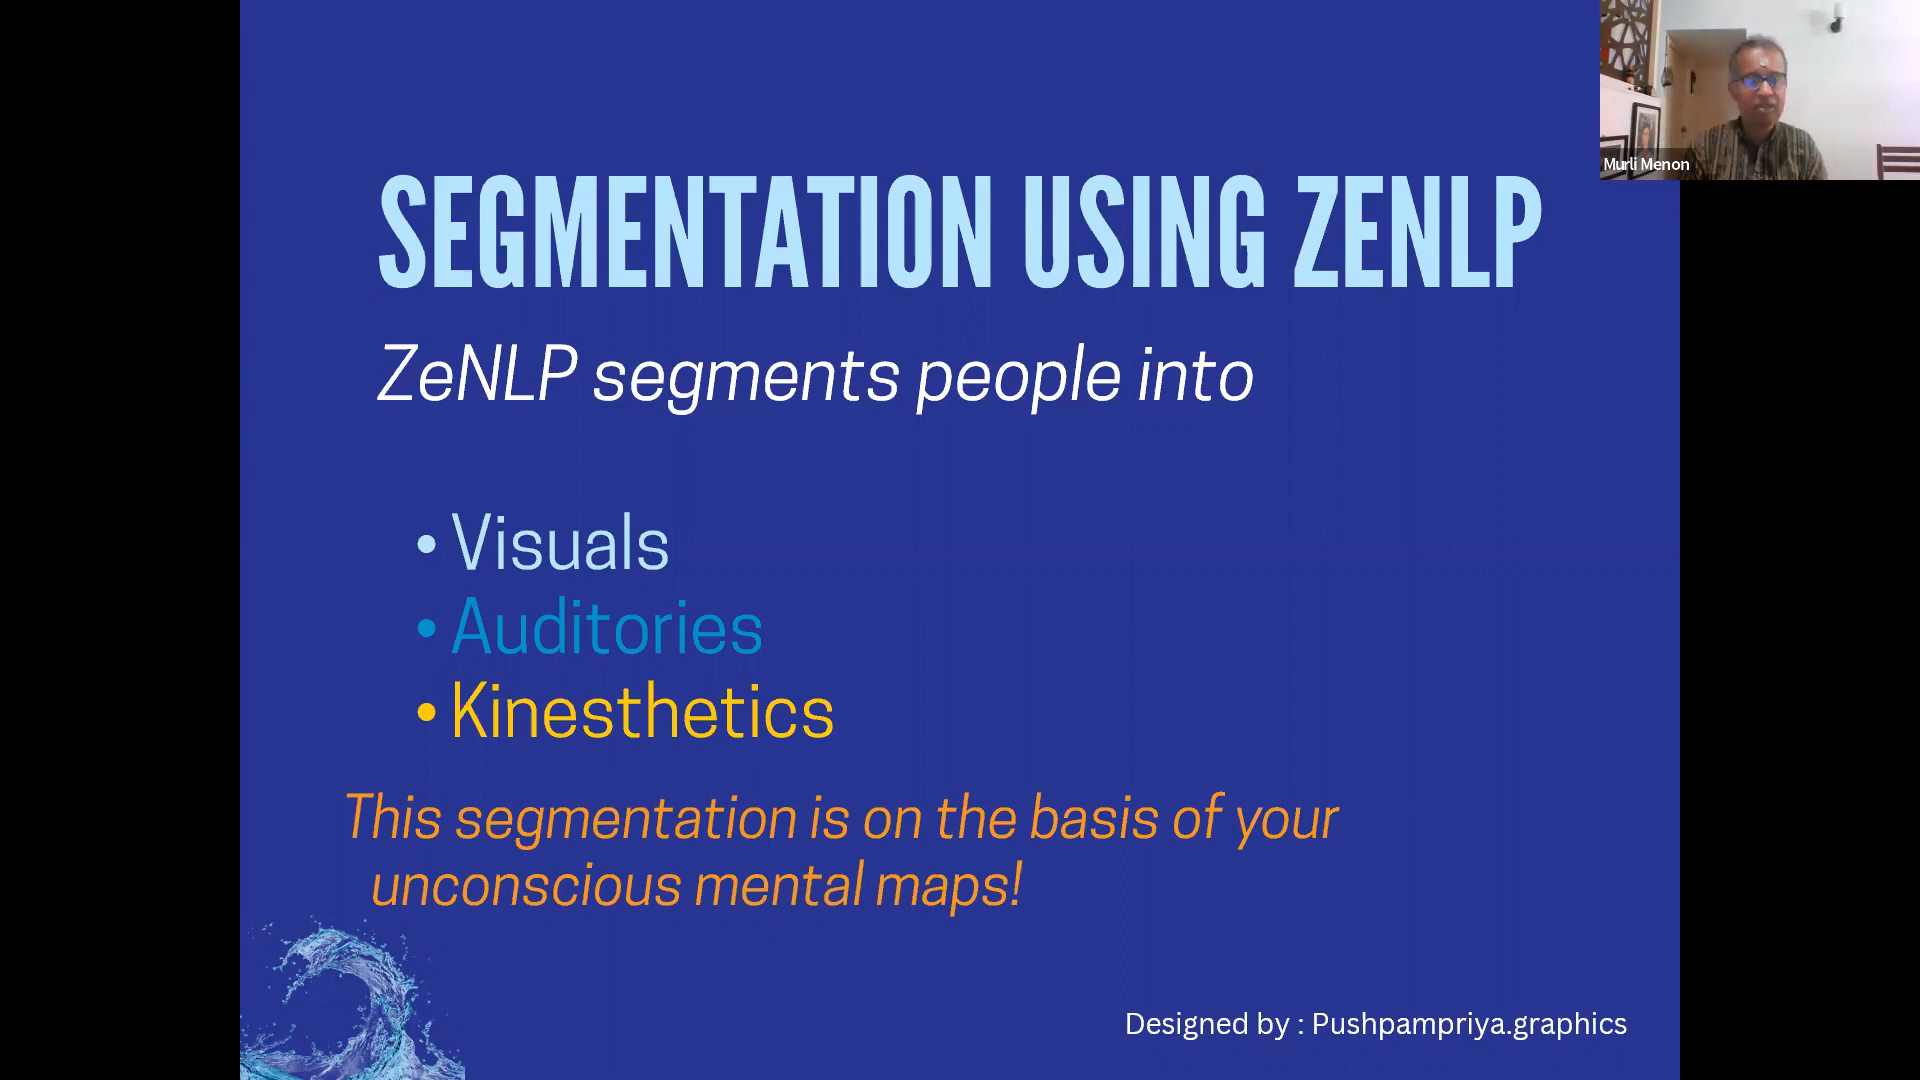 SEGMENTATION USING ZENLP
ZeNLP segments people into
• Visuals
• Auditories
• Kinesthetics
This segmentation is on the basis of your
unconscious mental maps!
Designed by : Pushpampriya.graphics
Murli Menon